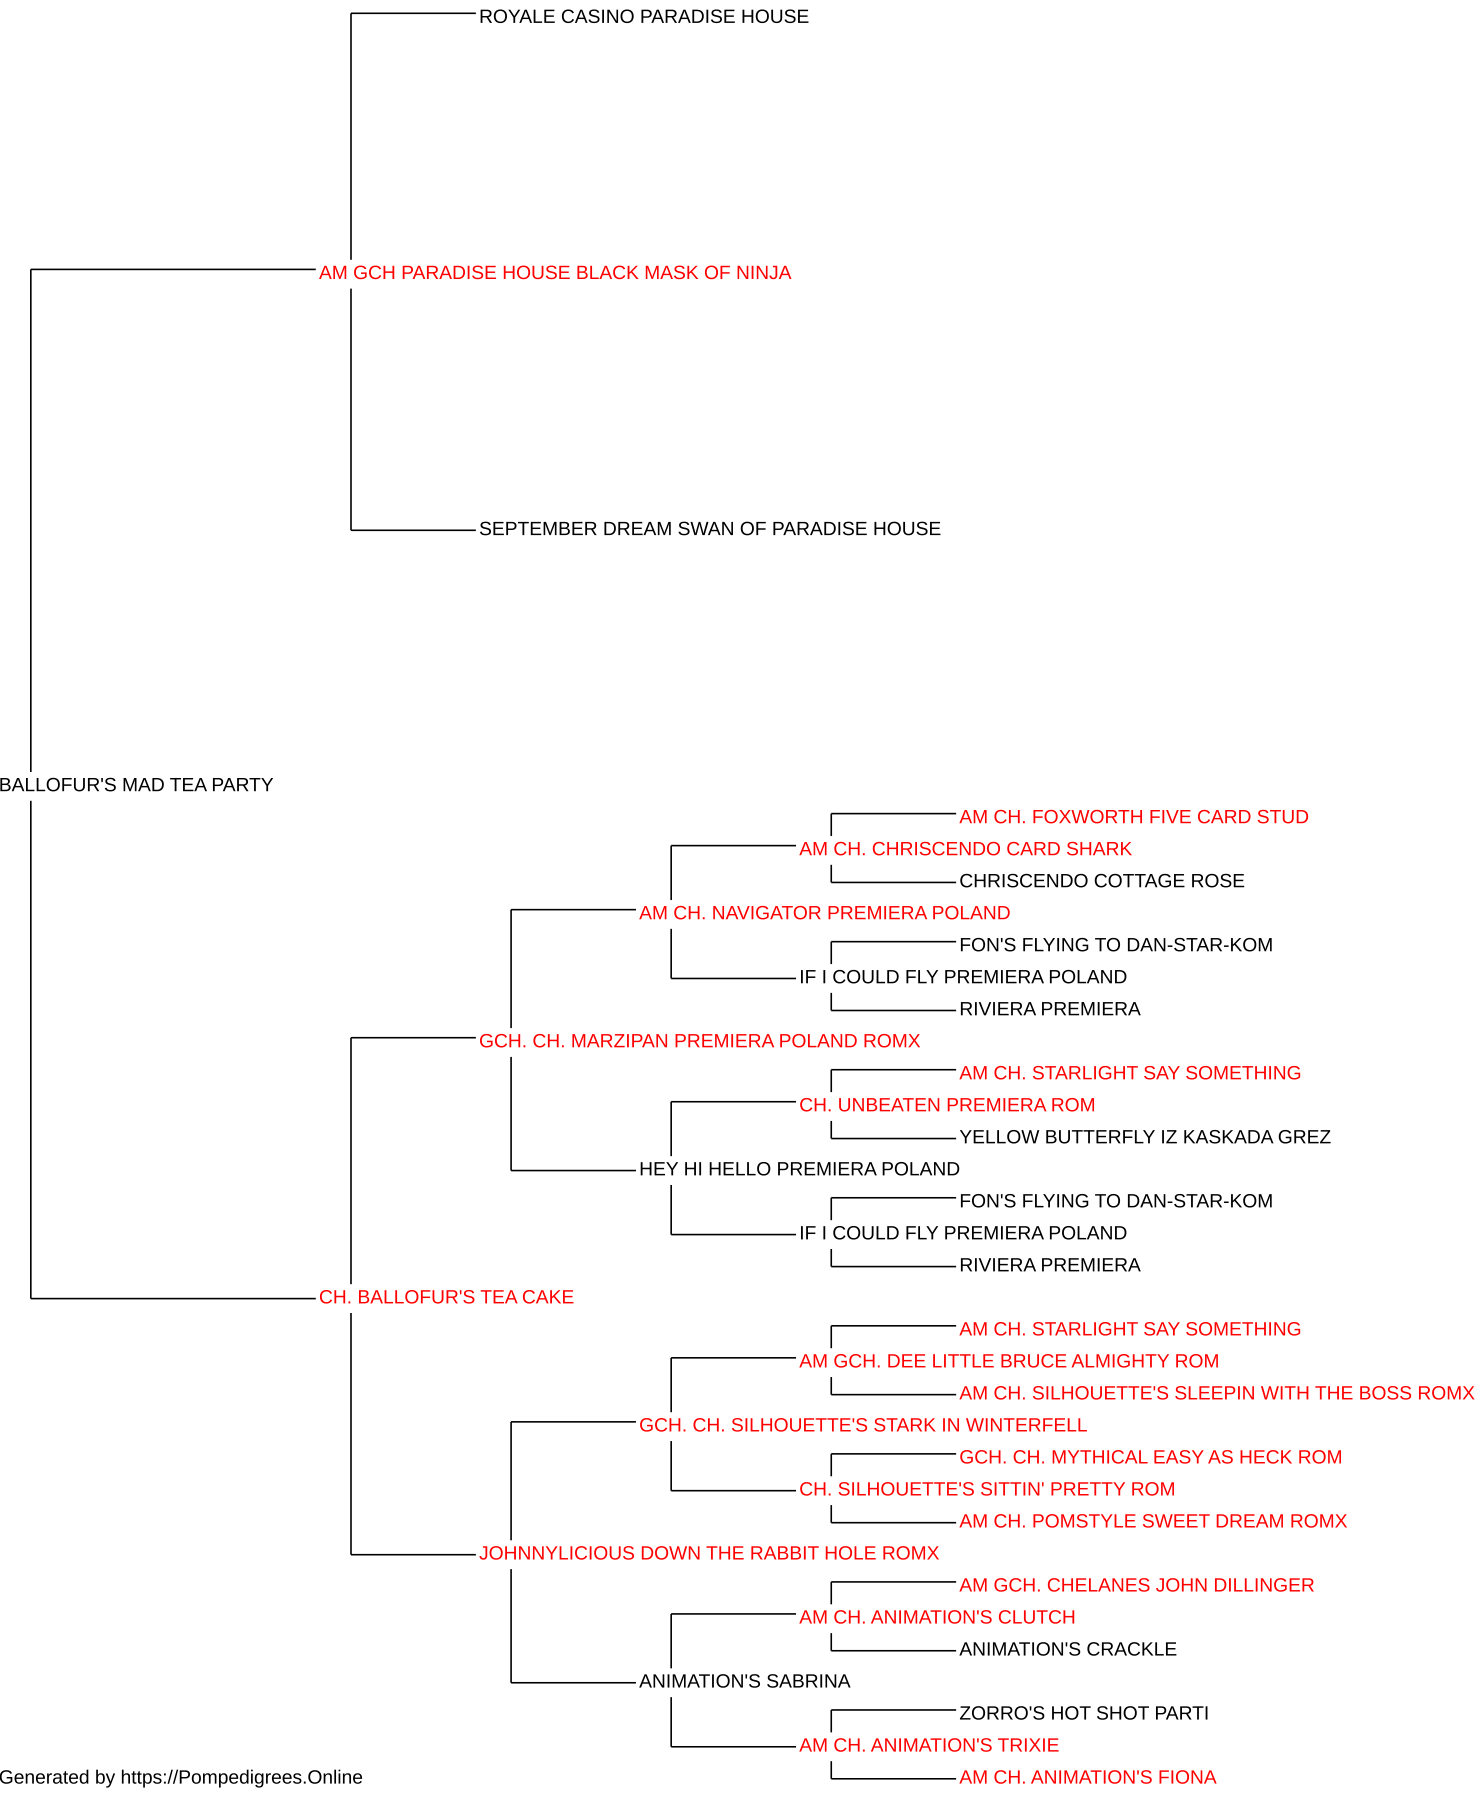 ROYALE CASINO PARADISE HOUSE
AM GCH PARADISE HOUSE BLACK MASK OF NINJA
SEPTEMBER DREAM SWAN OF PARADISE HOUSE
BALLOFUR'S MAD TEA PARTY
AM CH. FOXWORTH FIVE CARD STUD
AM CH. CHRISCENDO CARD SHARK
CHRISCENDO COTTAGE ROSE
AM CH. NAVIGATOR PREMIERA POLAND
FON'S FLYING TO DAN-STAR-KOM
IF I COULD FLY PREMIERA POLAND
RIVIERA PREMIERA
GCH. CH. MARZIPAN PREMIERA POLAND ROMX
AM CH. STARLIGHT SAY SOMETHING
CH. UNBEATEN PREMIERA ROM
YELLOW BUTTERFLY IZ KASKADA GREZ
HEY HI HELLO PREMIERA POLAND
FON'S FLYING TO DAN-STAR-KOM
IF I COULD FLY PREMIERA POLAND
RIVIERA PREMIERA
CH. BALLOFUR'S TEA CAKE
AM CH. STARLIGHT SAY SOMETHING
AM GCH. DEE LITTLE BRUCE ALMIGHTY ROM
AM CH. SILHOUETTE'S SLEEPIN WITH THE BOSS ROMX
GCH. CH. SILHOUETTE'S STARK IN WINTERFELL
GCH. CH. MYTHICAL EASY AS HECK ROM
CH. SILHOUETTE'S SITTIN' PRETTY ROM
AM CH. POMSTYLE SWEET DREAM ROMX
JOHNNYLICIOUS DOWN THE RABBIT HOLE ROMX
AM GCH. CHELANES JOHN DILLINGER
AM CH. ANIMATION'S CLUTCH
ANIMATION'S CRACKLE
ANIMATION'S SABRINA
ZORRO'S HOT SHOT PARTI
AM CH. ANIMATION'S TRIXIE
AM CH. ANIMATION'S FIONA
Generated by https://Pompedigrees.Online